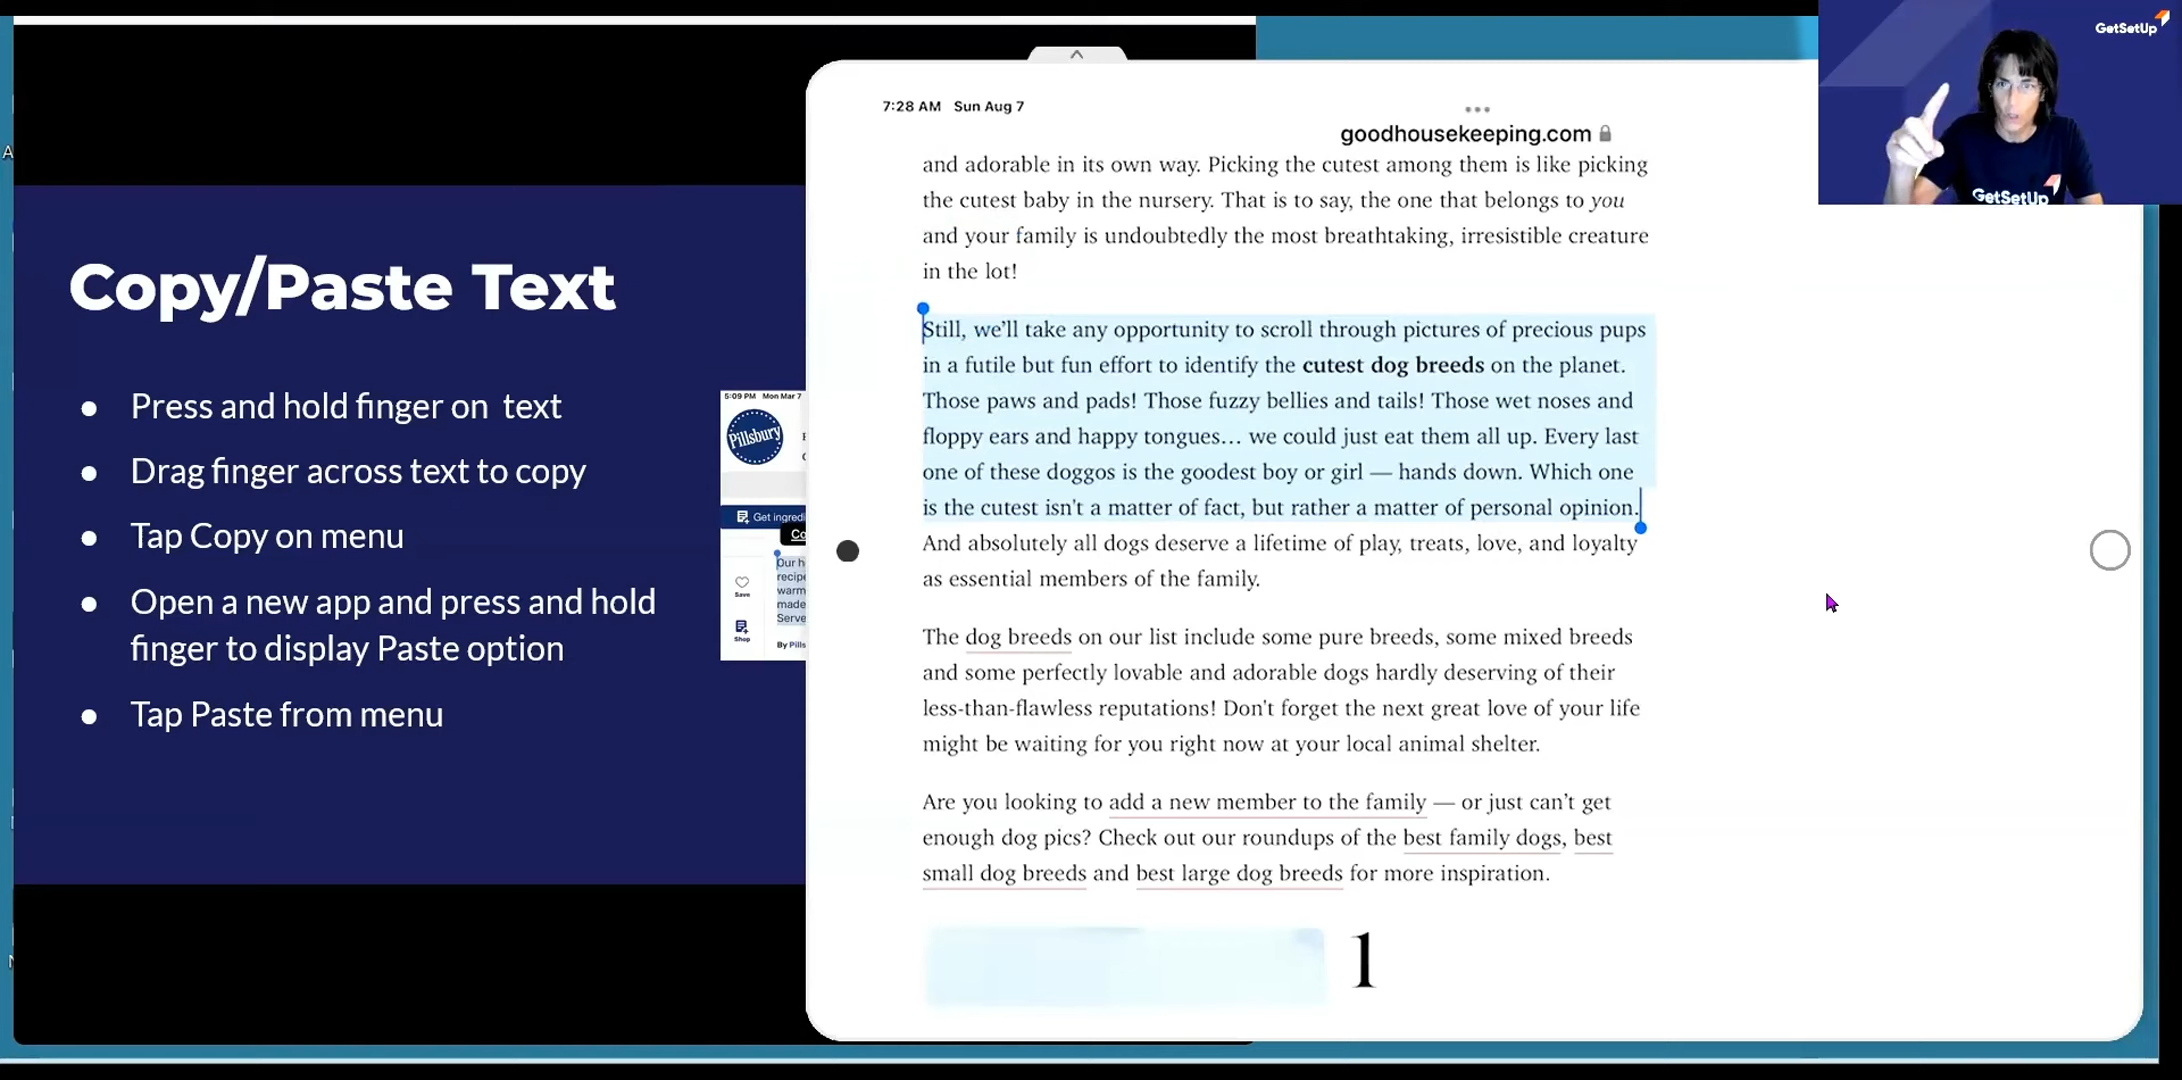 Copy/Paste Text
Press and hold finger on text
Drag finger across text to copy
Tap Copy on menu
Open a new app and press and hold
finger to display Paste option
Tap Paste from menu
5:09 PM Mon Mar 7
Pillsbury
Get ingredi
Co
Our h
recipe
warm
made
Serve
Save
Shop
By Pills
7:28 AM Sun Aug 7
goodhousekeeping.com
and adorable in its own way. Picking the cutest among them is like picking
the cutest baby in the nursery. That is to say, the one that belongs to you
and your family is undoubtedly the most breathtaking, irresistible creature
in the lot!
Still, we’ll take any opportunity to scroll through pictures of precious pups
in a futile but fun effort to identify the cutest dog breeds on the planet.
Those paws and pads! Those fuzzy bellies and tails! Those wet noses and
floppy ears and happy tongues… we could just eat them all up. Every last
one of these doggos is the goodest boy or girl — hands down. Which one
is the cutest isn't a matter of fact, but rather a matter of personal opinion.
And absolutely all dogs deserve a lifetime of play, treats, love, and loyalty
as essential members of the family.
The dog breeds on our list include some pure breeds, some mixed breeds
and some perfectly lovable and adorable dogs hardly deserving of their
less-than-flawless reputations! Don't forget the next great love of your life
might be waiting for you right now at your local animal shelter.
Are you looking to add a new member to the family — or just can’t get
enough dog pics? Check out our roundups of the best family dogs, best
small dog breeds and best large dog breeds for more inspiration.
1
GetSetUp
GetSetUp